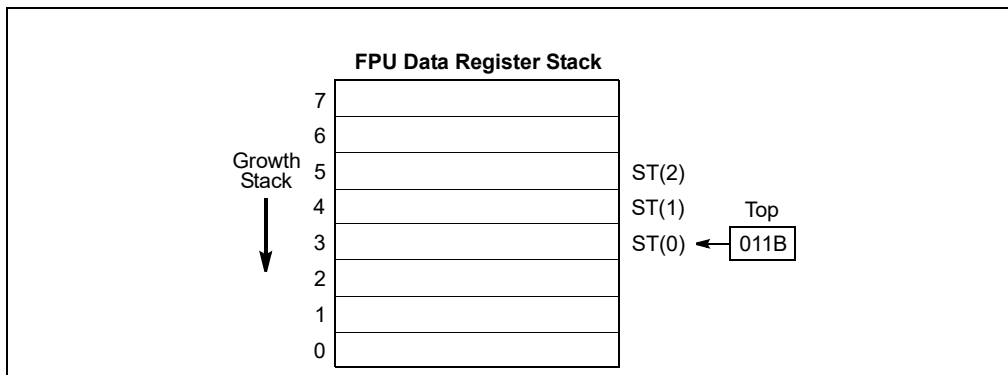 FPU Data Register Stack
7
6
Growth
Stack
5
ST(2)
4
ST(1)
Top
3
ST(0)
011B
2
1
0